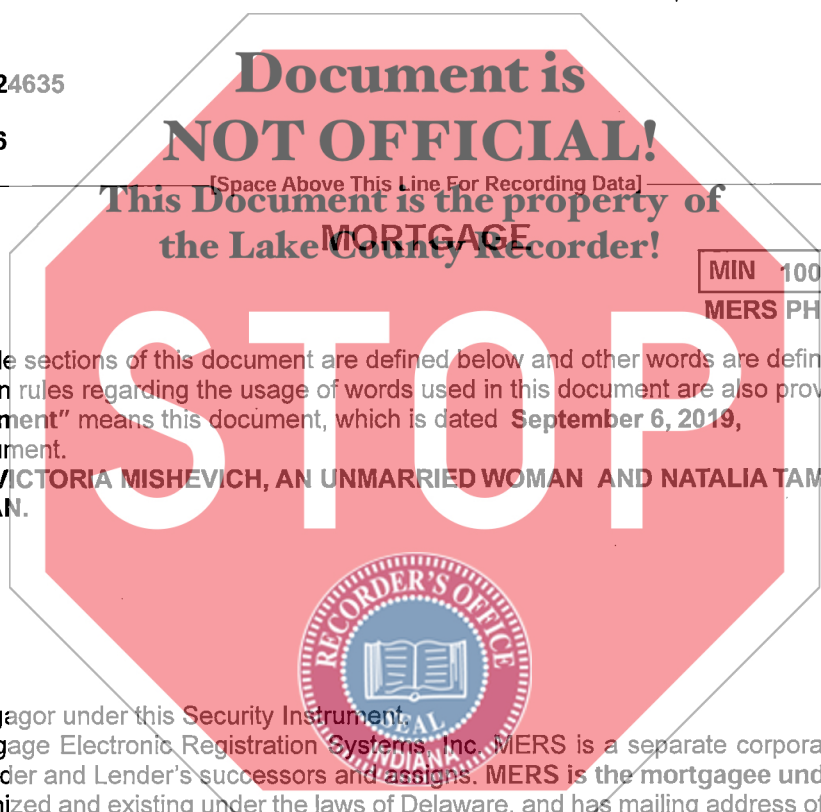 24635
Document is
NOT OFFICIAL!
6
[Space Above This Line For Recording Data]
This Document is the property of
MORTGAGE
the Lake County Recorder!
MIN 100
MERS PH
STOP
le sections of this document are defined below and other words are defin
n rules regarding the usage of words used in this document are also prov
ment" means this document, which is dated September 6, 2019,
ument.
VICTORIA MISHEVICH, AN UNMARRIED WOMAN AND NATALIA TAM
AN.
RECORDER'S OFFICE
SEAL
INDIANA
gagor under this Security Instrument.
gage Electronic Registration Systems, Inc. MERS is a separate corpora
der and Lender's successors and assigns. MERS is the mortgagee und
nized and existing under the laws of Delaware, and has mailing address of